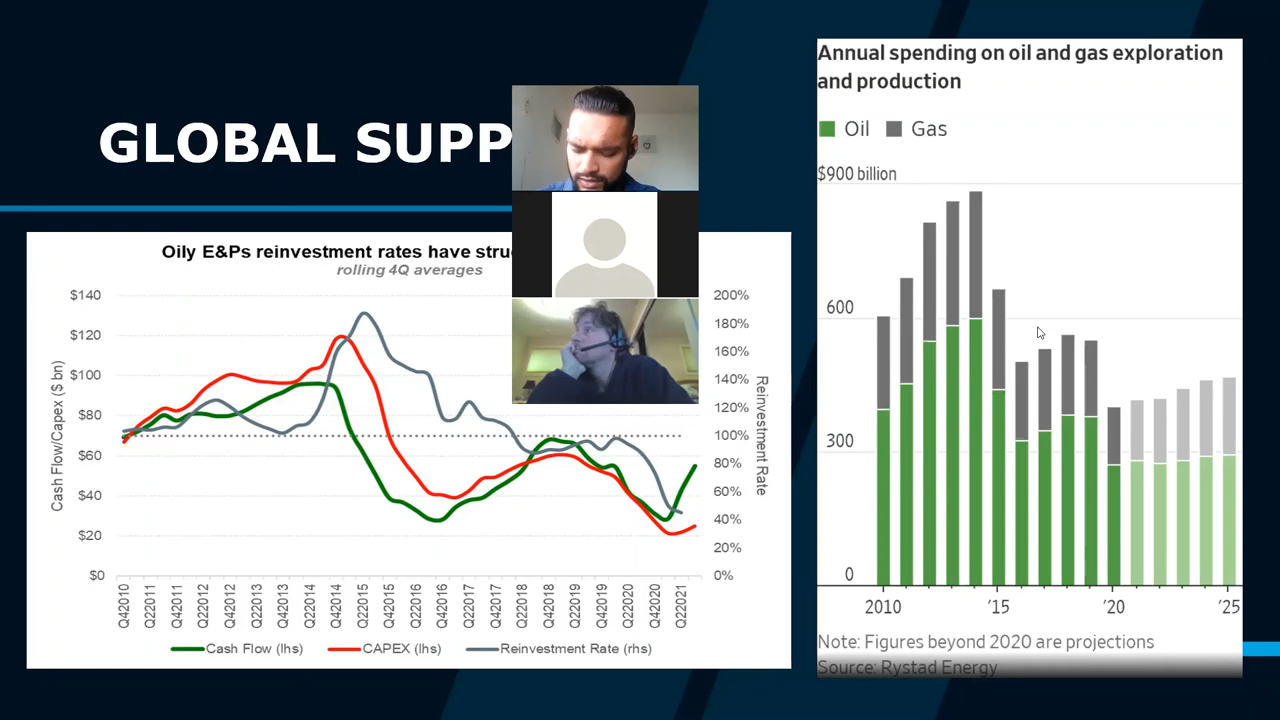 GLOBAL SUPP
Oily E&Ps reinvestment rates have struc
rolling 4Q averages
$140
$120
$100
$80
$60
$40
$20
$0
Cash Flow/Capex ($ bn)
200%
180%
160%
140%
120%
100%
80%
60%
40%
20%
0%
Reinvestment Rate
Q42010
Q22011
Q42011
Q22012
Q42012
Q22013
Q42013
Q22014
Q42014
Q22015
Q42015
Q22016
Q42016
Q22017
Q42017
Q22018
Q42018
Q22019
Q42019
Q22020
Q42020
Q22021
Cash Flow (lhs)
CAPEX (lhs)
Reinvestment Rate (rhs)
Annual spending on oil and gas exploration
and production
Oil Gas
$900 billion
600
300
0
2010
'15
'20
'25
Note: Figures beyond 2020 are projections
Source: Rystad Energy